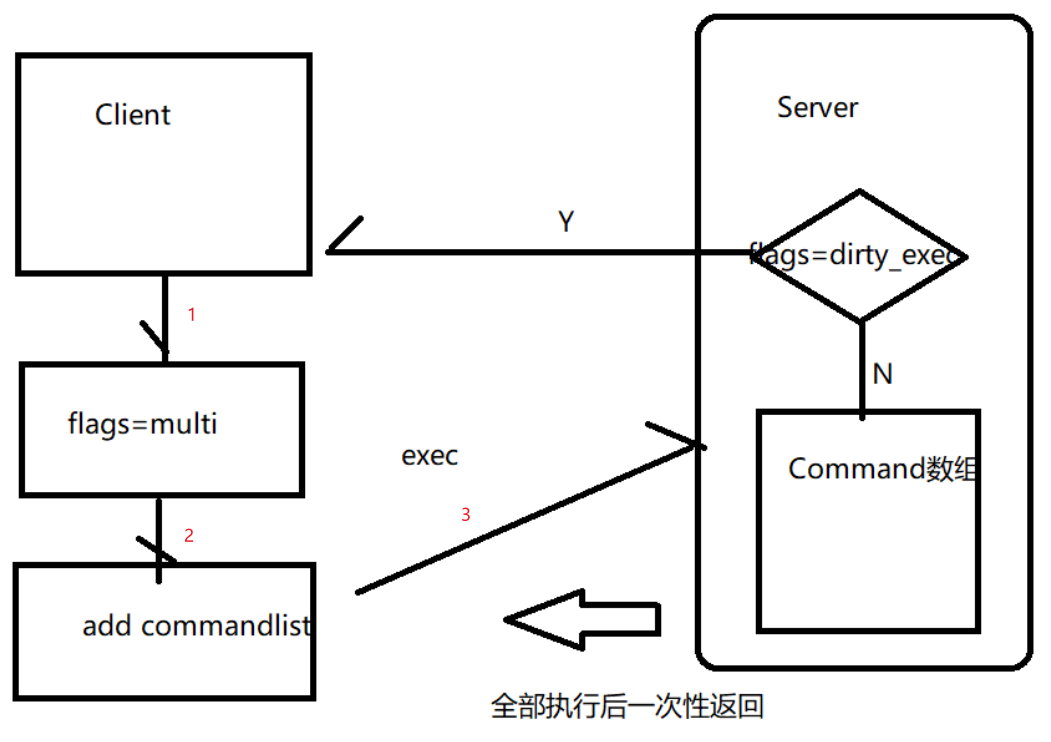 Client
Server
Y
flags=dirty_exec
1
N
flags=multi
exec
Command数组
3
2
add commandlist
全部执行后一次性返回